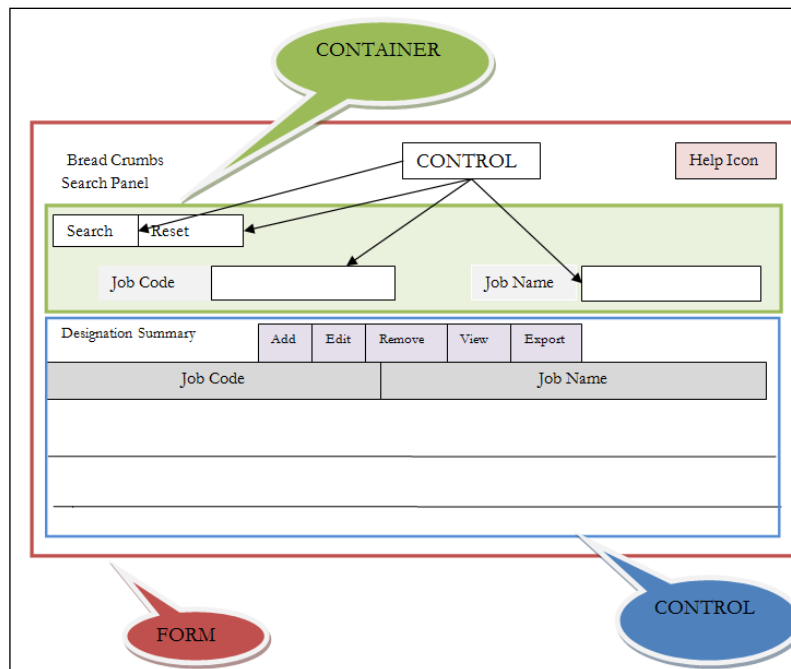 CONTAINER
Bread Crumbs
CONTROL
Help Icon
Search Panel
Search
Reset
Job Code
Job Name
Designation Summary
Add
Edit
Remove
View
Export
Job Code
Job Name
CONTROL
FORM